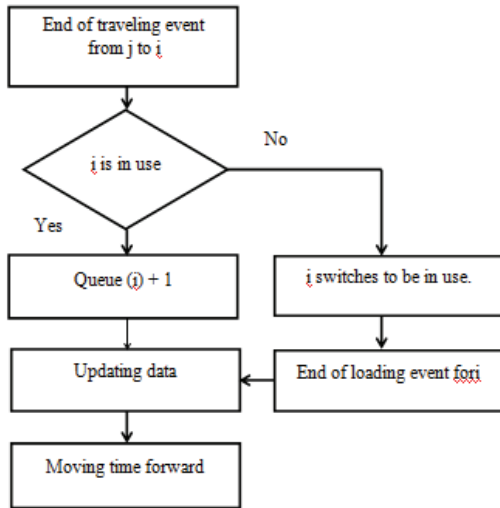 End of traveling event
from j to i
No
i is in use
Yes
Queue (i) + 1
i switches to be in use.
Updating data
End of loading event fori
Moving time forward